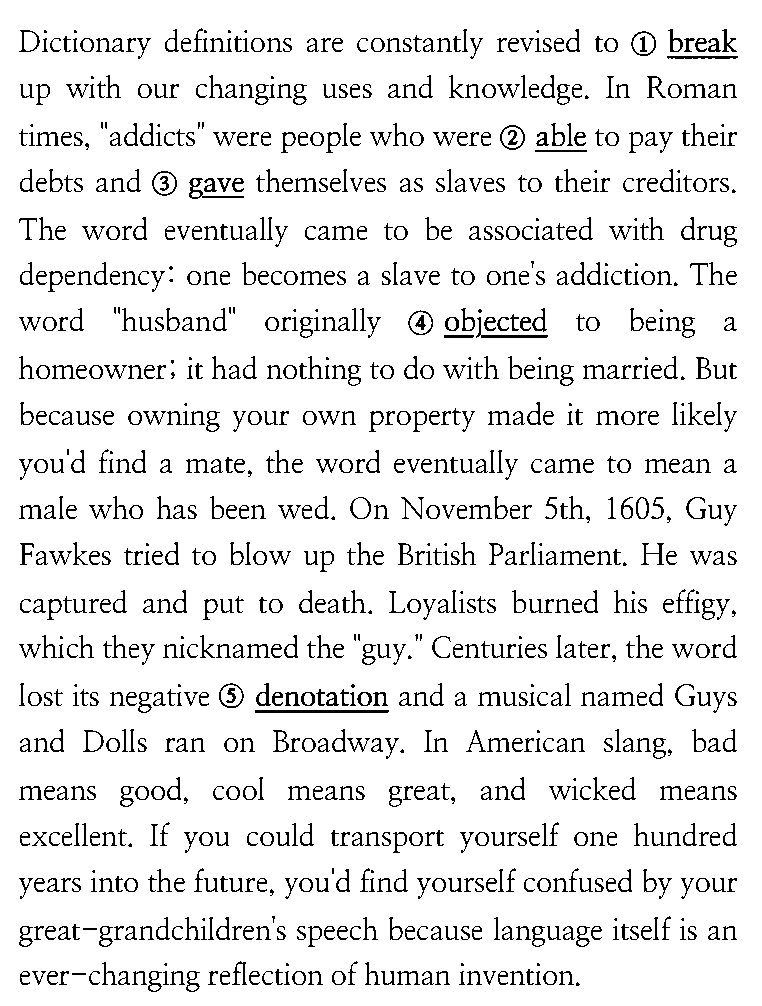 Dictionary definitions are constantly revised to ① break
up with our changing uses and knowledge. In Roman
times, "addicts" were people who were ② able to pay their
debts and ③ gave themselves as slaves to their creditors.
The word eventually came to be associated with drug
dependency: one becomes a slave to one's addiction. The
word "husband" originally ④ objected to being a
homeowner; it had nothing to do with being married. But
because owning your own property made it more likely
you'd find a mate, the word eventually came to mean a
male who has been wed. On November 5th, 1605, Guy
Fawkes tried to blow up the British Parliament. He was
captured and put to death. Loyalists burned his effigy,
which they nicknamed the "guy." Centuries later, the word
lost its negative ⑤ denotation and a musical named Guys
and Dolls ran on Broadway. In American slang, bad
means good, cool means great, and wicked means
excellent. If you could transport yourself one hundred
years into the future, you'd find yourself confused by your
great-grandchildren's speech because language itself is an
ever-changing reflection of human invention.